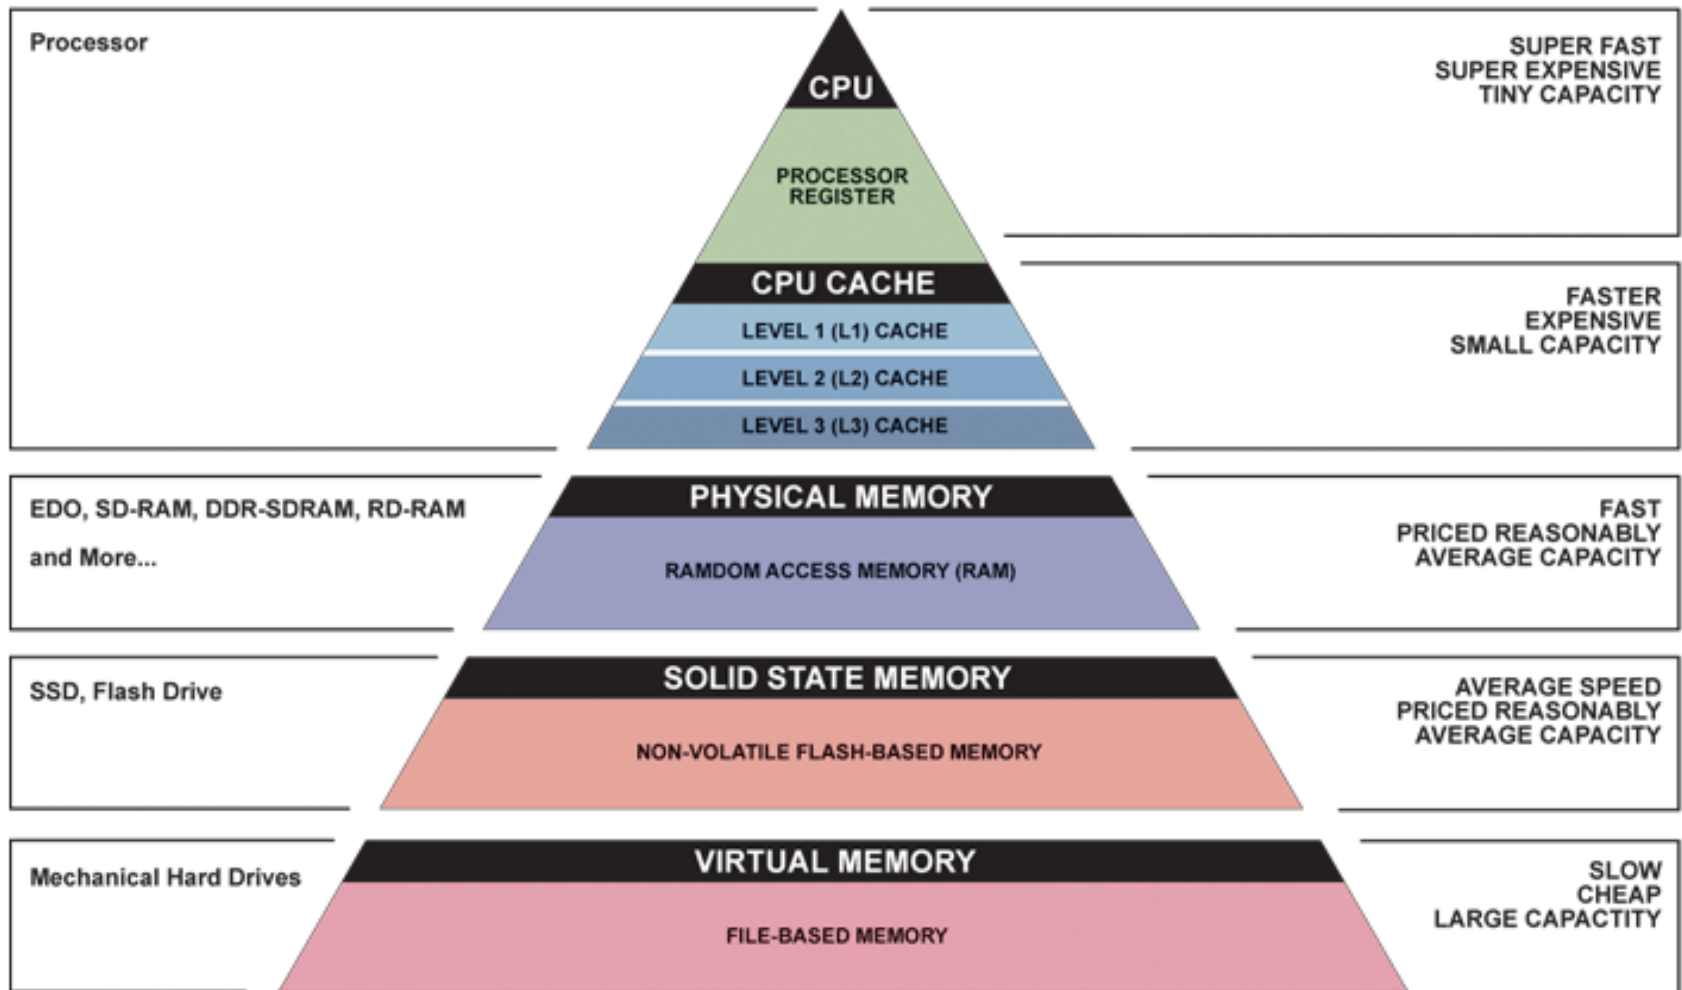 Processor
CPU
SUPER FAST
SUPER EXPENSIVE
TINY CAPACITY
PROCESSOR
REGISTER
CPU CACHE
LEVEL 1 (L1) CACHE
LEVEL 2 (L2) CACHE
LEVEL 3 (L3) CACHE
FASTER
EXPENSIVE
SMALL CAPACITY
EDO, SD-RAM, DDR-SDRAM, RD-RAM
and More...
PHYSICAL MEMORY
RAMDOM ACCESS MEMORY (RAM)
FAST
PRICED REASONABLY
AVERAGE CAPACITY
SSD, Flash Drive
SOLID STATE MEMORY
NON-VOLATILE FLASH-BASED MEMORY
AVERAGE SPEED
PRICED REASONABLY
AVERAGE CAPACITY
Mechanical Hard Drives
VIRTUAL MEMORY
FILE-BASED MEMORY
SLOW
CHEAP
LARGE CAPACTITY